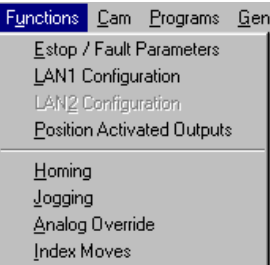 Functions Cam Programs Gen
Estop / Fault Parameters
LAN1 Configuration
LAN2 Configuration
Position Activated Outputs
Homing
Jogging
Analog Override
Index Moves